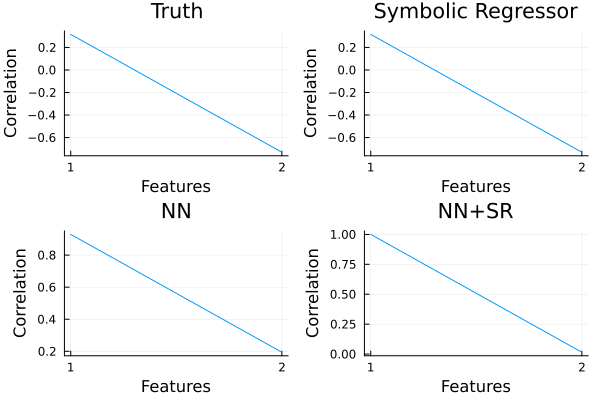 Truth
Correlation
0.2
0.0
−0.2
−0.4
−0.6
1
2
Features
Symbolic Regressor
Correlation
0.2
0.0
−0.2
−0.4
−0.6
1
2
Features
NN
Correlation
0.8
0.6
0.4
0.2
1
2
Features
NN+SR
Correlation
1.00
0.75
0.50
0.25
0.00
1
2
Features